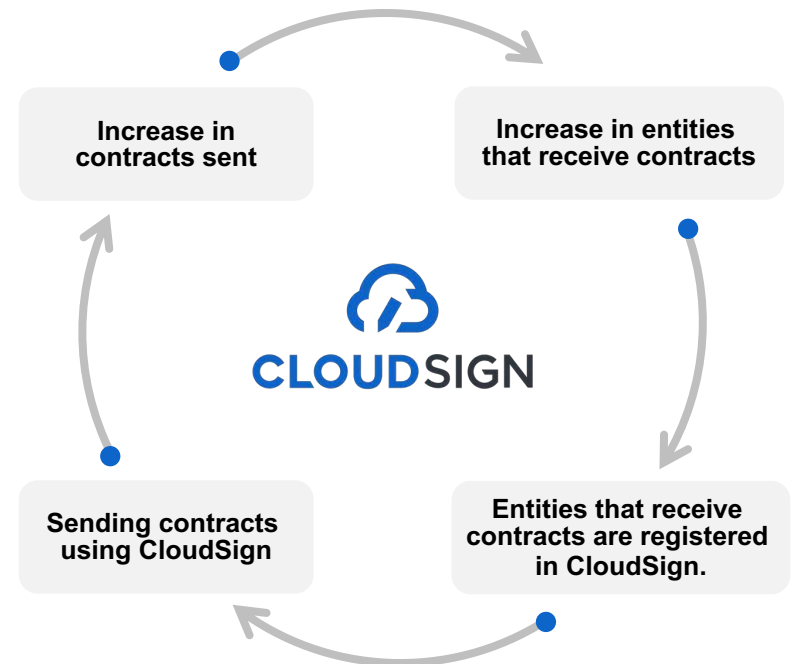 Increase in
contracts sent
Increase in entities
that receive contracts
CLOUDSIGN
Sending contracts
using CloudSign
Entities that receive
contracts are registered
in CloudSign.